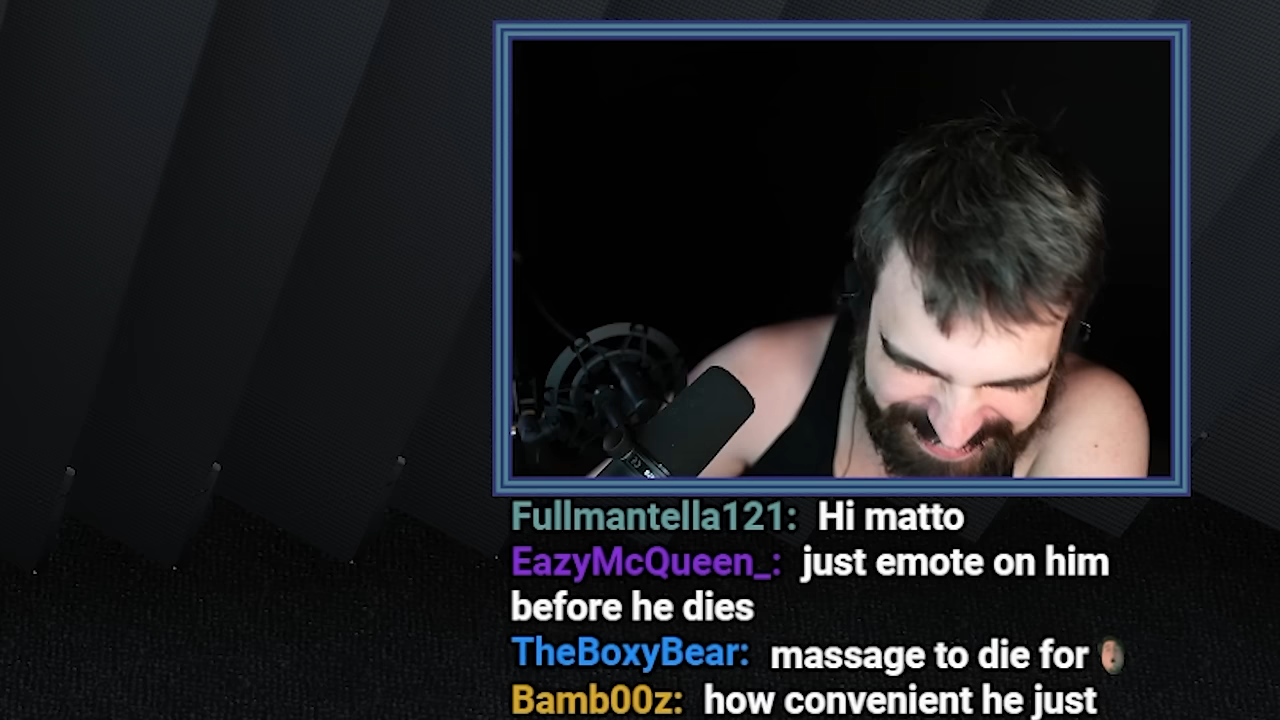 Fullmantella121: Hi matto
EazyMcQueen_: just emote on him
before he dies
TheBoxyBear: massage to die for
Bamb00z: how convenient he just